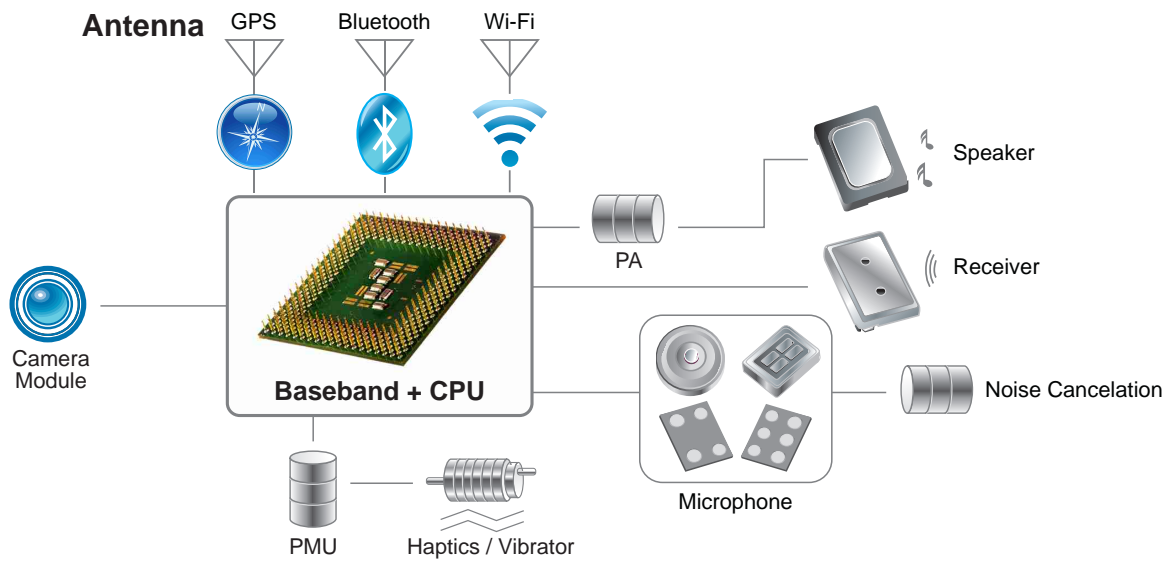 Antenna
GPS
Bluetooth
Wi-Fi
N
Speaker
PA
Receiver
Camera
Module
Baseband + CPU
Noise Cancelation
Microphone
PMU
Haptics / Vibrator